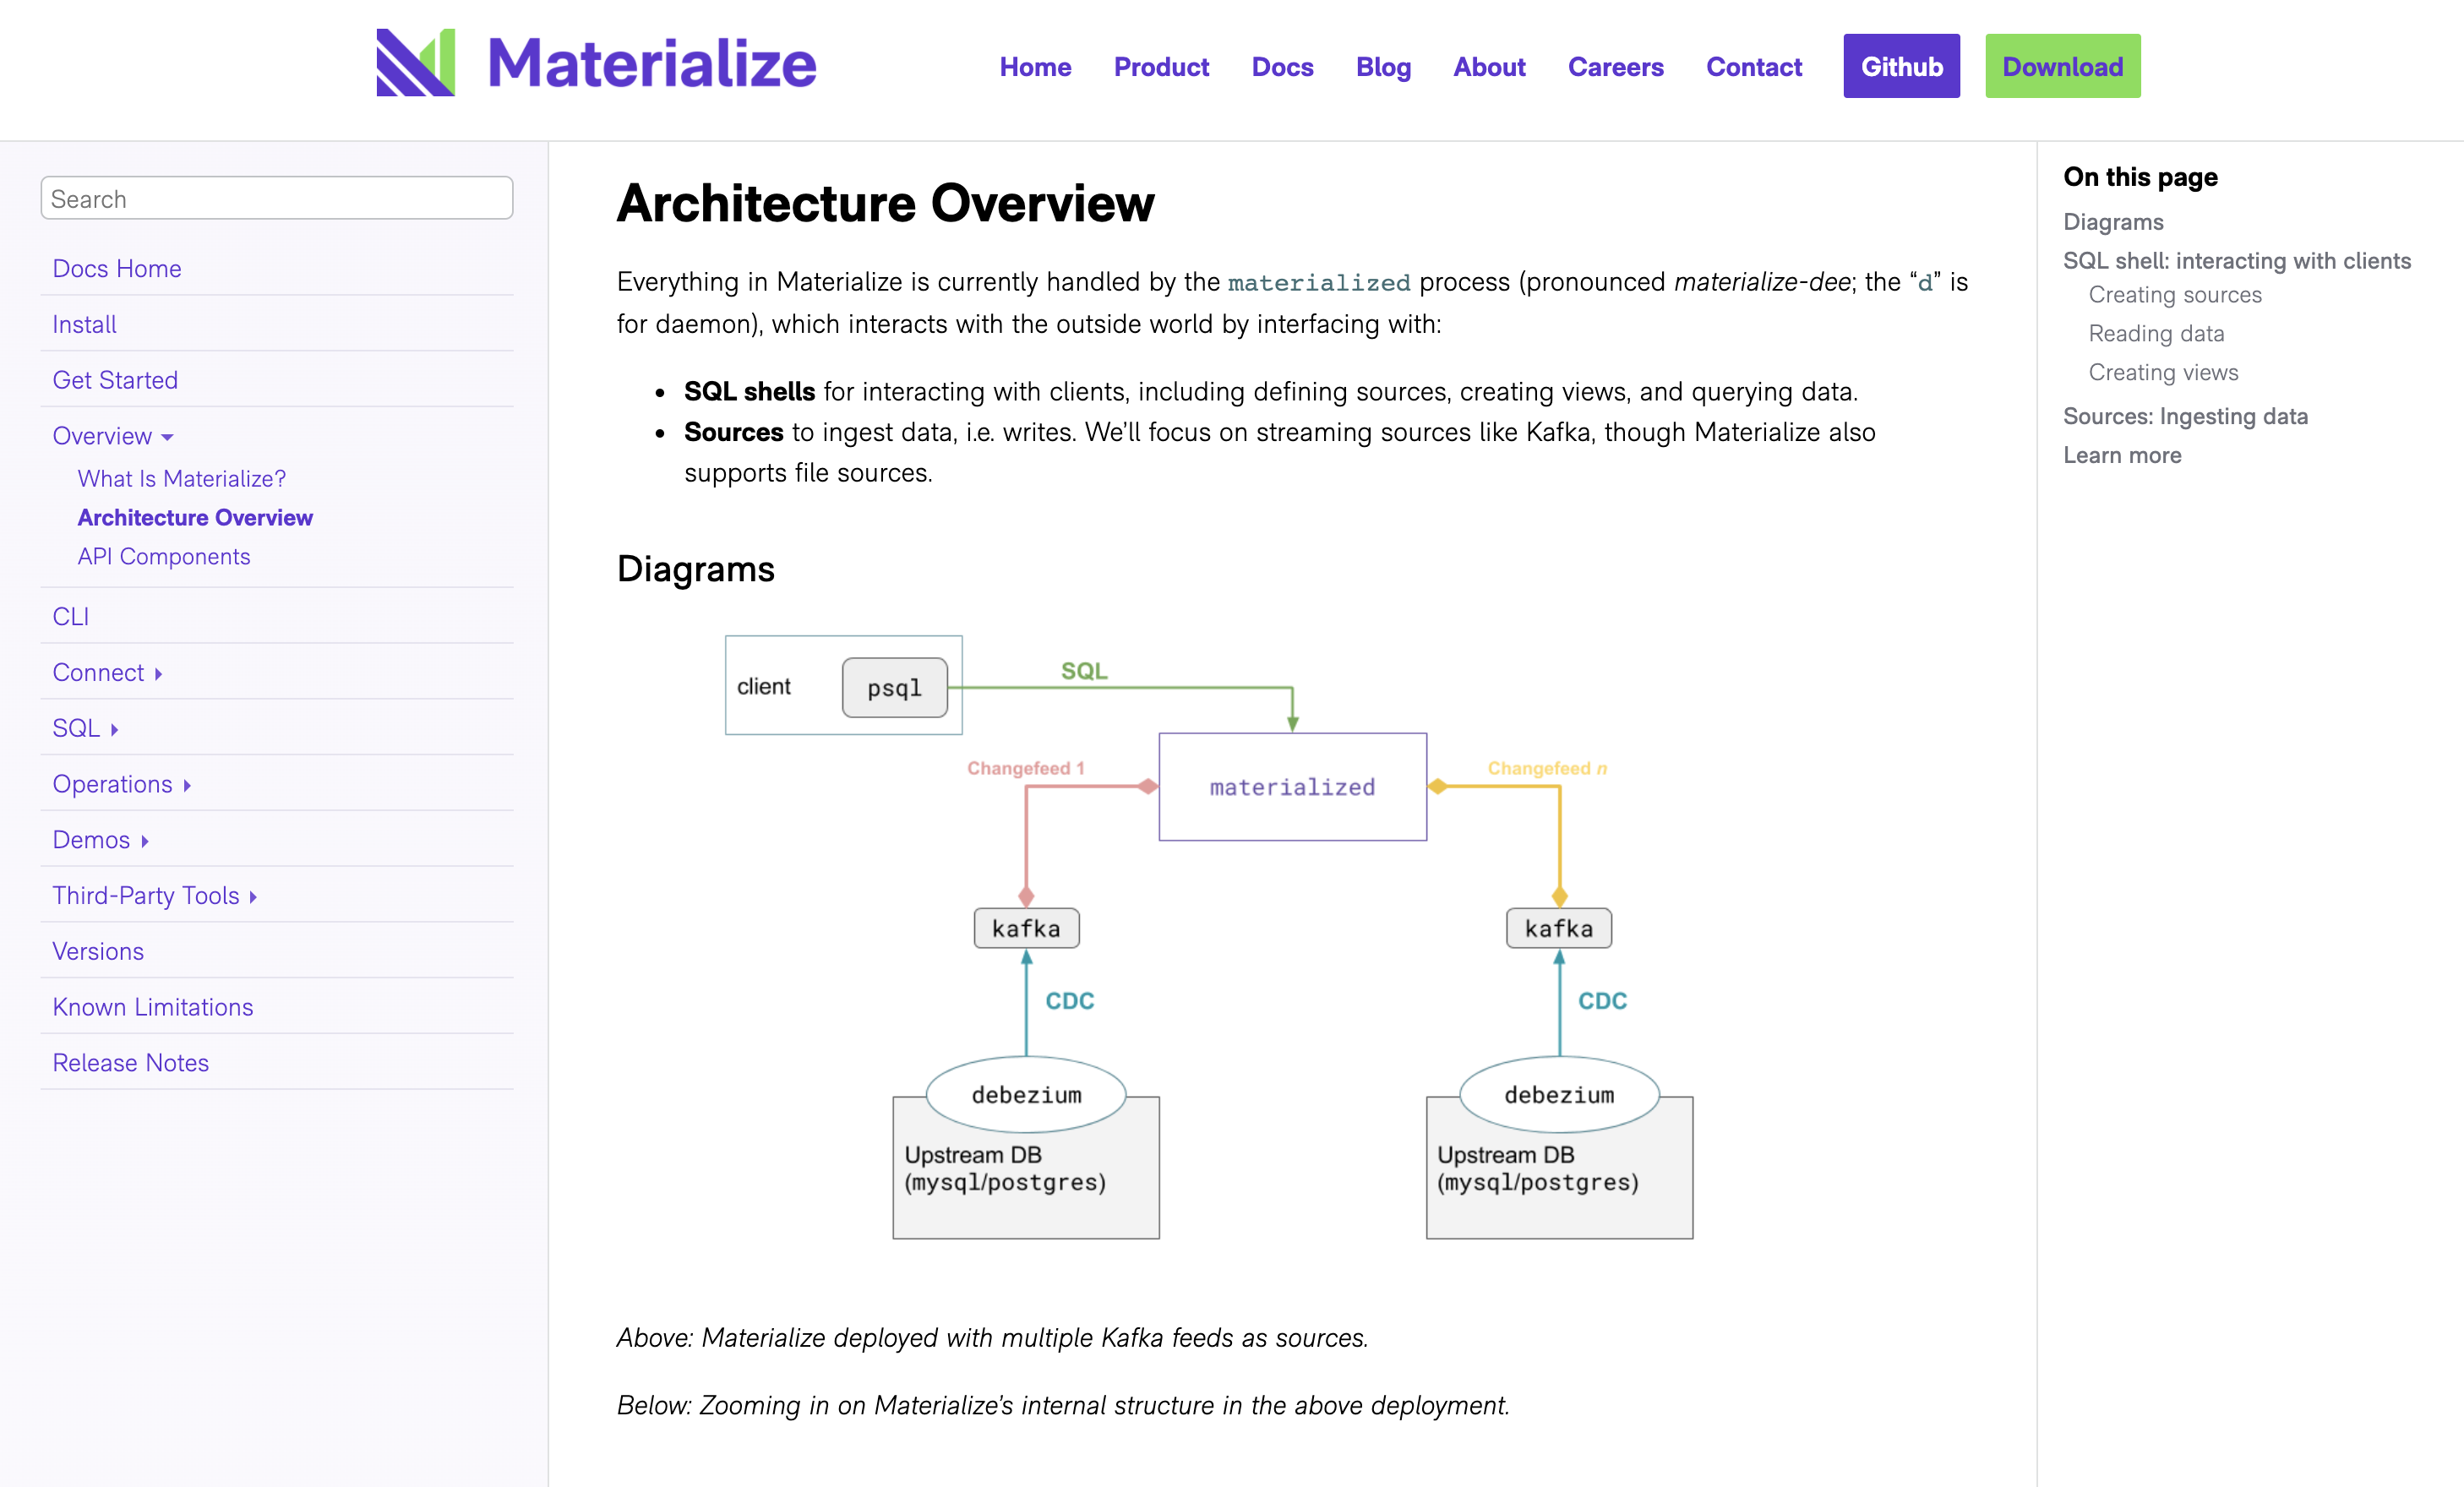 Materialize
Home
Product
Docs
Blog
About
Careers
Contact
Github
Download
Search
Docs Home
Install
Get Started
Overview
What Is Materialize?
Architecture Overview
API Components
CLI
Connect
SQL
Operations
Demos
Third-Party Tools
Versions
Known Limitations
Release Notes
Architecture Overview
Everything in Materialize is currently handled by the materialized process (pronounced materialize-dee; the “d” is
for daemon), which interacts with the outside world by interfacing with:
• SQL shells for interacting with clients, including defining sources, creating views, and querying data.
• Sources to ingest data, i.e. writes. We’ll focus on streaming sources like Kafka, though Materialize also
supports file sources.
Diagrams
client
psql
SQL
Changefeed 1
materialized
Changefeed n
kafka
kafka
CDC
CDC
debezium
debezium
Upstream DB
(mysql/postgres)
Upstream DB
(mysql/postgres)
Above: Materialize deployed with multiple Kafka feeds as sources.
Below: Zooming in on Materialize’s internal structure in the above deployment.
On this page
Diagrams
SQL shell: interacting with clients
Creating sources
Reading data
Creating views
Sources: Ingesting data
Learn more